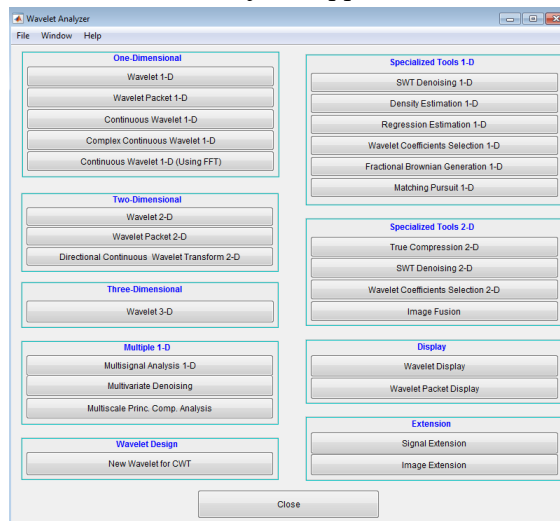 Wavelet Analyzer
File Window Help
One-Dimensional
Wavelet 1-D
Wavelet Packet 1-D
Continuous Wavelet 1-D
Complex Continuous Wavelet 1-D
Continuous Wavelet 1-D (Using FFT)
Two-Dimensional
Wavelet 2-D
Wavelet Packet 2-D
Directional Continuous Wavelet Transform 2-D
Three-Dimensional
Wavelet 3-D
Multiple 1-D
Multisignal Analysis 1-D
Multivariate Denoising
Multiscale Princ. Comp. Analysis
Wavelet Design
New Wavelet for CWT
Specialized Tools 1-D
SWT Denoising 1-D
Density Estimation 1-D
Regression Estimation 1-D
Wavelet Coefficients Selection 1-D
Fractional Brownian Generation 1-D
Matching Pursuit 1-D
Specialized Tools 2-D
True Compression 2-D
SWT Denoising 2-D
Wavelet Coefficients Selection 2-D
Image Fusion
Display
Wavelet Display
Wavelet Packet Display
Extension
Signal Extension
Image Extension
Close